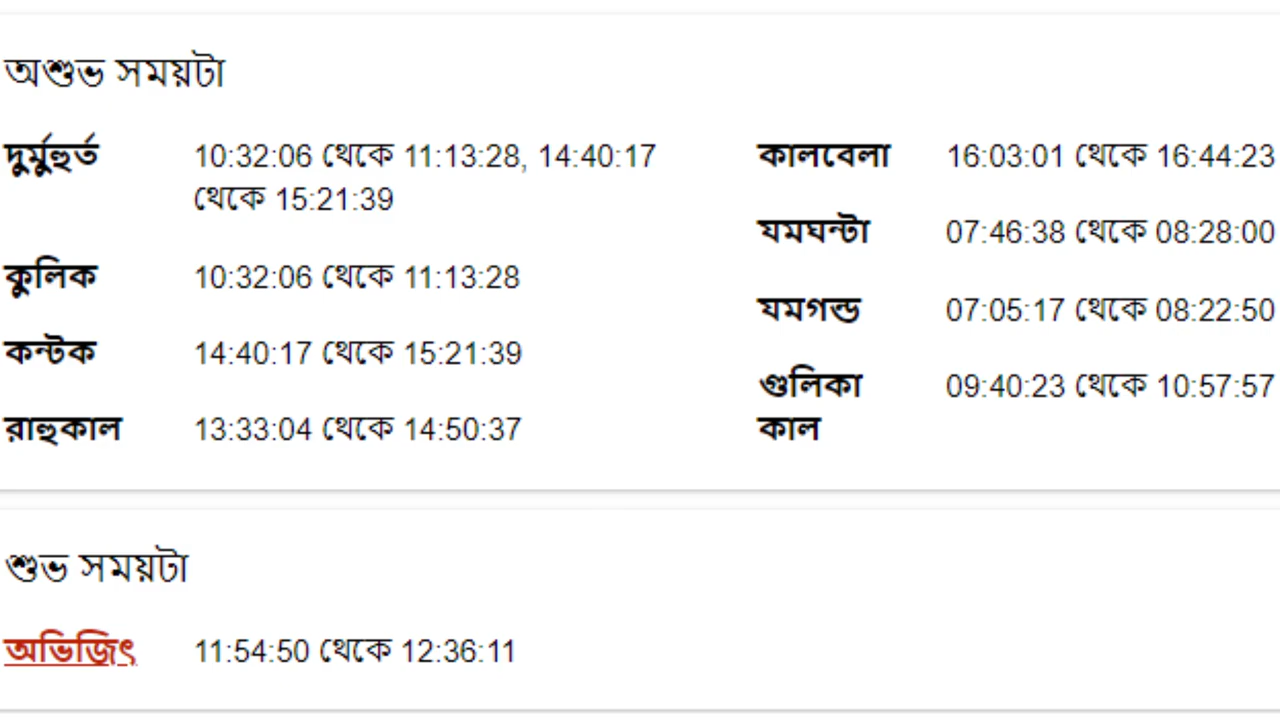 অশুভ সময়টা
দুর্মুহুর্ত 10:32:06 থেকে 11:13:28, 14:40:17
থেকে 15:21:39
কুলিক 10:32:06 থেকে 11:13:28
কন্টক 14:40:17 থেকে 15:21:39
রাহুকাল 13:33:04 থেকে 14:50:37
কালবেলা 16:03:01 থেকে 16:44:23
যমঘন্টা 07:46:38 থেকে 08:28:00
যমগন্ড 07:05:17 থেকে 08:22:50
গুলিকা 09:40:23 থেকে 10:57:57
কাল
শুভ সময়টা
অভিজিৎ 11:54:50 থেকে 12:36:11